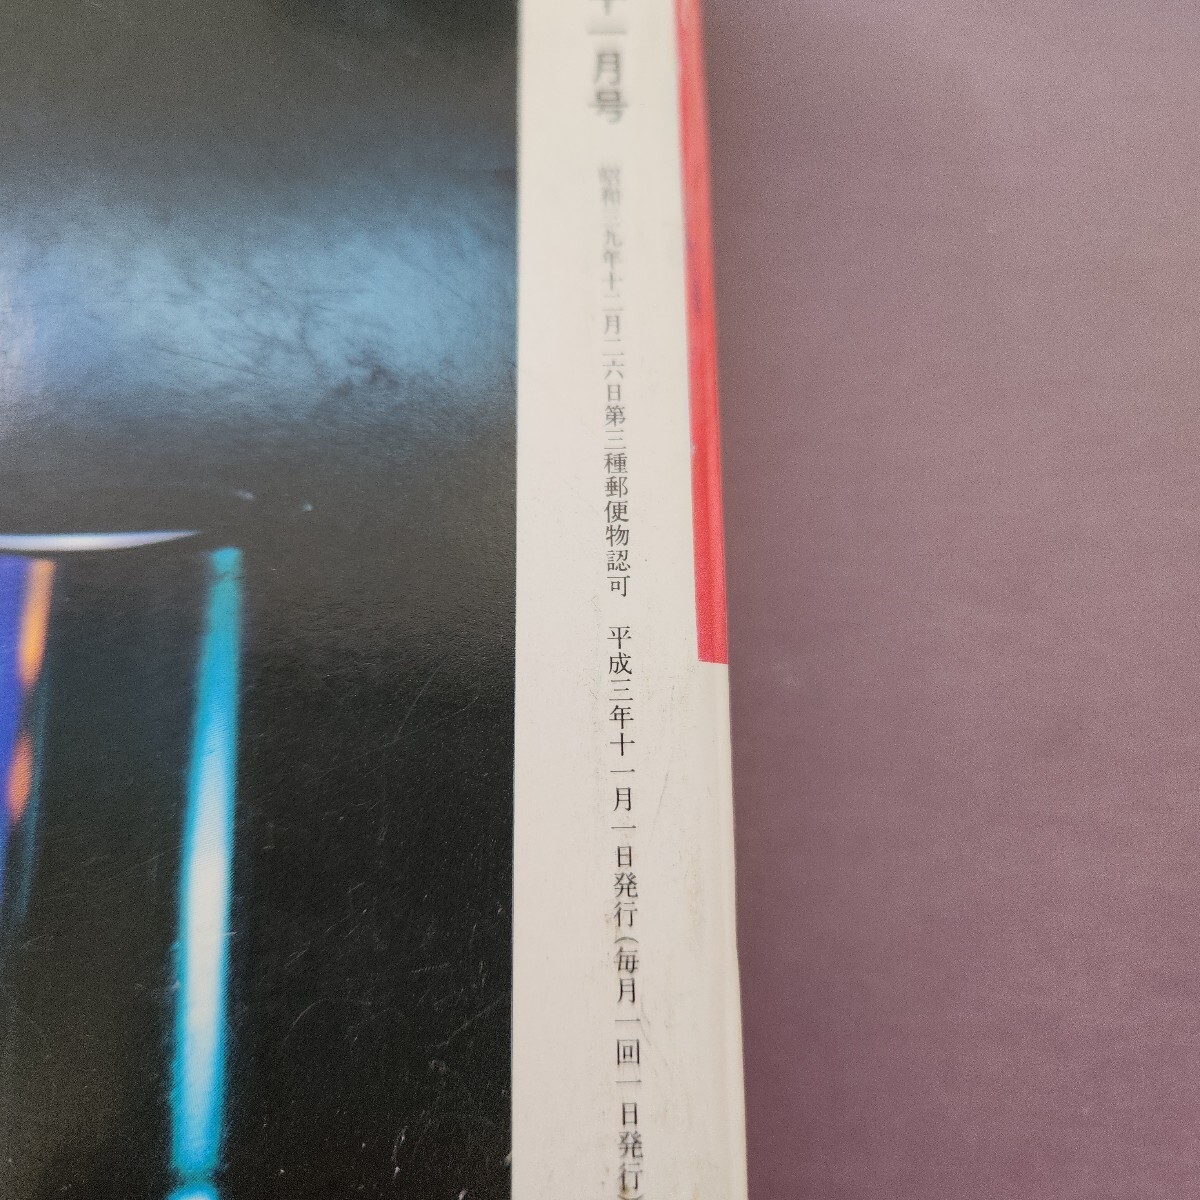 十一月号 昭和三九年十二月二六日第三種郵便物認可 平成三年十一月一日発行(毎月一回一日発行)